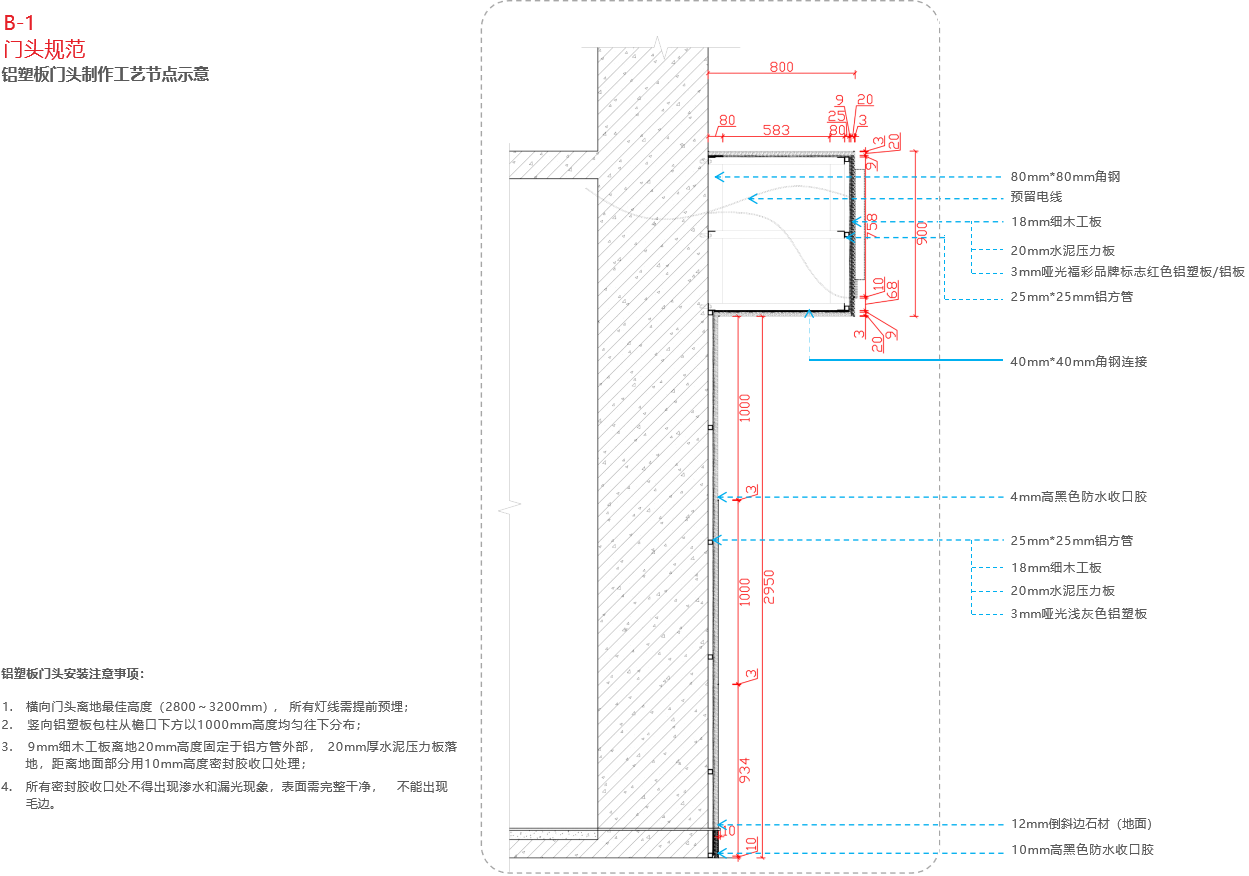 B-1
门头规范
铝塑板门头制作工艺节点示意
800
9 20
80 583 25 80 3
3 20
9
80mm*80mm角钢
预留电线
18mm细木工板
758
900
20mm水泥压力板
3mm哑光福彩品牌标志红色铝塑板/铝板
10
68
25mm*25mm铝方管
3 20 9
40mm*40mm角钢连接
1000
3
4mm高黑色防水收口胶
25mm*25mm铝方管
18mm细木工板
1000
2950
20mm水泥压力板
3mm哑光浅灰色铝塑板
3
934
10
10
12mm倒斜边石材（地面）
10mm高黑色防水收口胶
铝塑板门头安装注意事项：
1. 横向门头离地最佳高度（2800～3200mm），所有灯线需提前预埋；
2. 竖向铝塑板包柱从檐口下方以1000mm高度均匀往下分布；
3. 9mm细木工板离地20mm高度固定于铝方管外部， 20mm厚水泥压力板落
地，距离地面部分用10mm高度密封胶收口处理；
4. 所有密封胶收口处不得出现渗水和漏光现象，表面需完整干净， 不能出现
毛边。